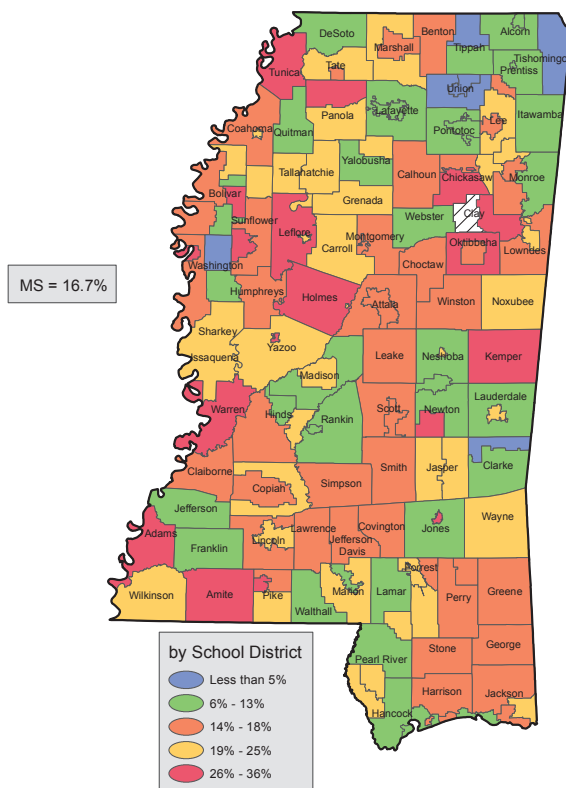 DeSoto
Benton
Alcorn
Marshall
Tippah
Tishomingo
Tate
Tunica
Prentiss
Union
Panola
Lafayette
Lee
Itawamba
Coahoma
Quitman
Pontotoc
Yalobusha
Tallahatchie
Calhoun
Chickasaw
Monroe
Bolivar
Grenada
Sunflower
Webster
Clay
Leflore
Montgomery
Oktibbeha
Carroll
Lowndes
Washington
Choctaw
MS = 16.7%
Humphreys
Holmes
Attala
Winston
Noxubee
Sharkey
Yazoo
Issaquena
Leake
Neshoba
Kemper
Madison
Warren
Hinds
Rankin
Scott
Newton
Lauderdale
Claiborne
Smith
Jasper
Clarke
Simpson
Copiah
Jefferson
Wayne
Adams
Lawrence
Covington
Jones
Lincoln
Jefferson
Davis
Franklin
Forrest
Wilkinson
Amite
Pike
Marion
Lamar
Perry
Greene
Walthall
Stone
George
Pearl River
Harrison
Jackson
Hancock
by School District
Less than 5%
6% - 13%
14% - 18%
19% - 25%
26% - 36%